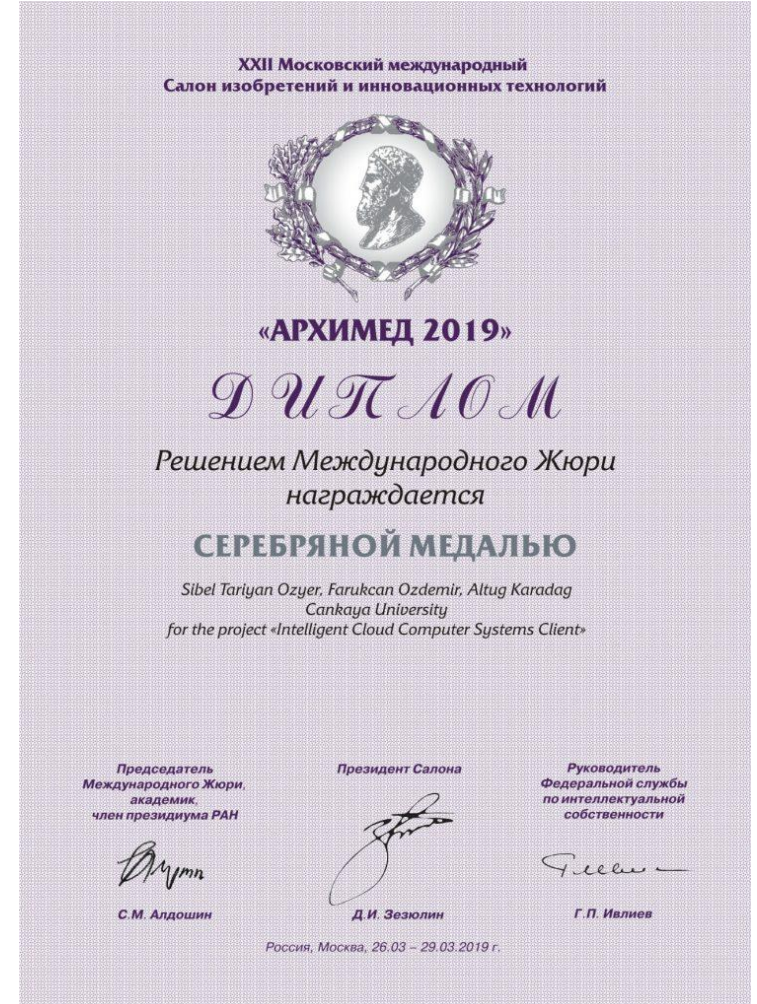 XXII Московский международный
Салон изобретений и инновационных технологий
«АРХИМЕД 2019»
ДИПЛОМ
Решением Международного Жюри
награждается
СЕРЕБРЯНОЙ МЕДАЛЬЮ
Sibel Tariyan Ozyer, Farukcan Ozdemir, Altug Karadag
Cankaya University
for the project «Intelligent Cloud Computer Systems Client»
Председатель
Международного Жюри,
академик,
член президиума РАН
С.М. Алдошин
Президент Салона
Д.И. Зезюлин
Руководитель
Федеральной службы
по интеллектуальной
собственности
Г.П. Ивлиев
Россия, Москва, 26.03 – 29.03.2019 г.